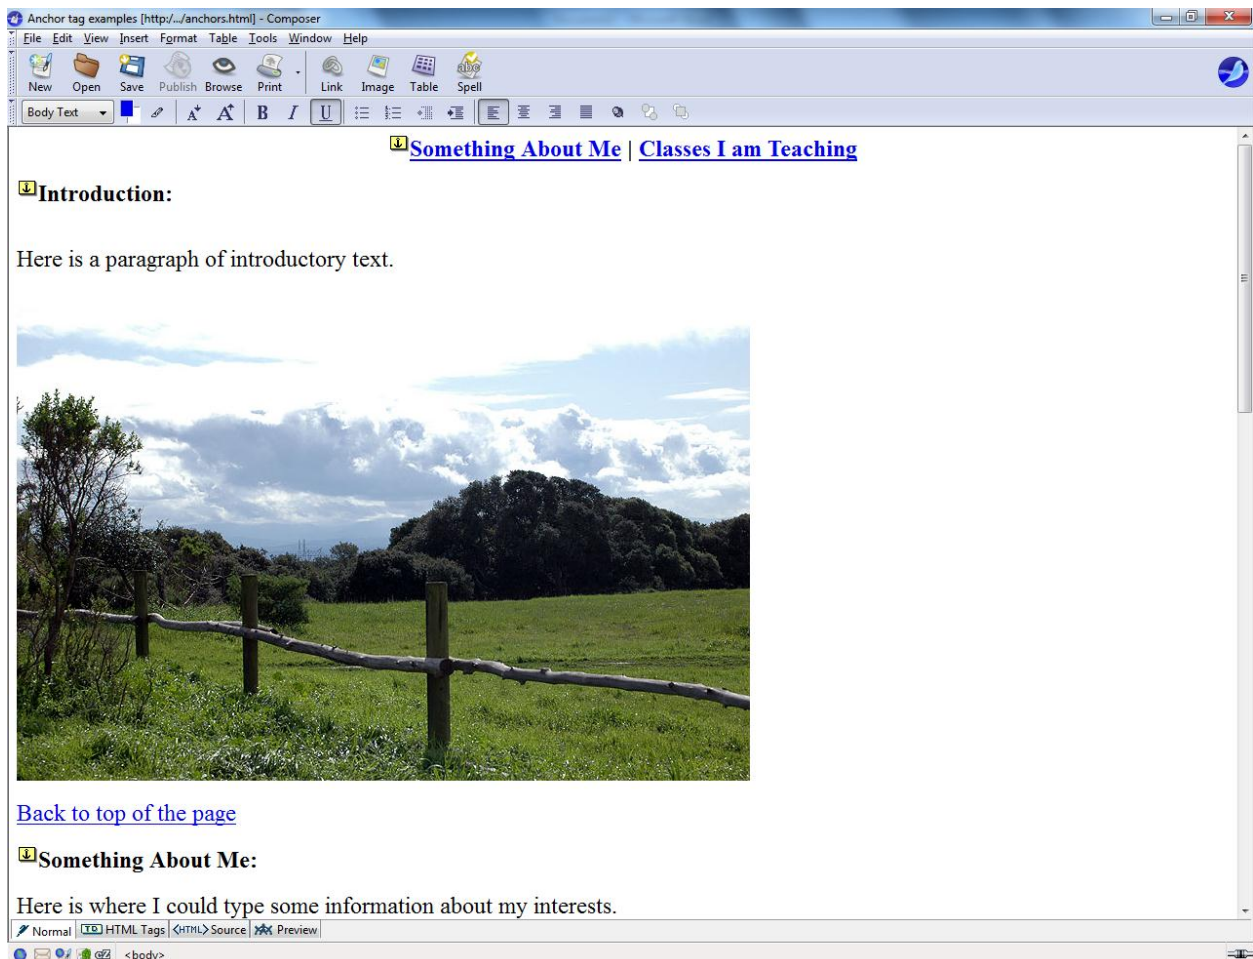 Anchor tag examples [http:/.../anchors.html] - Composer
File Edit View Insert Format Table Tools Window Help
New Open Save Publish Browse Print Link Image Table Spell
Body Text A A B I U
Something About Me | Classes I am Teaching
Introduction:
Here is a paragraph of introductory text.
Back to top of the page
Something About Me:
Here is where I could type some information about my interests.
Normal TD HTML Tags <HTML> Source Preview
<body>